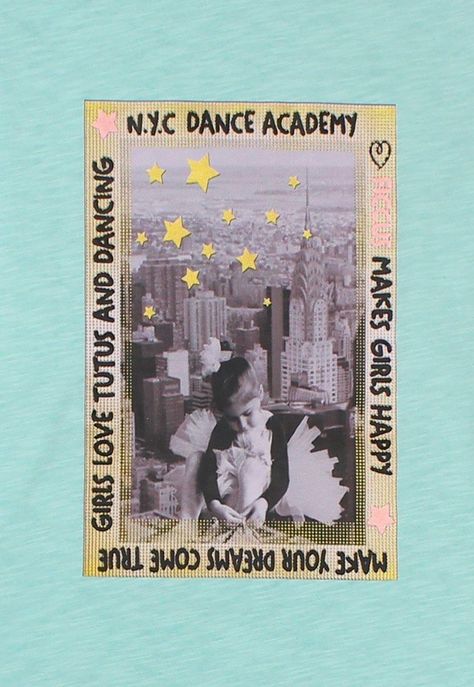 N.Y.C DANCE ACADEMY
MAKES GIRLS HAPPY
MAKE YOUR DREAMS COME TRUE
GIRLS LOVE TUTUS AND DANCING